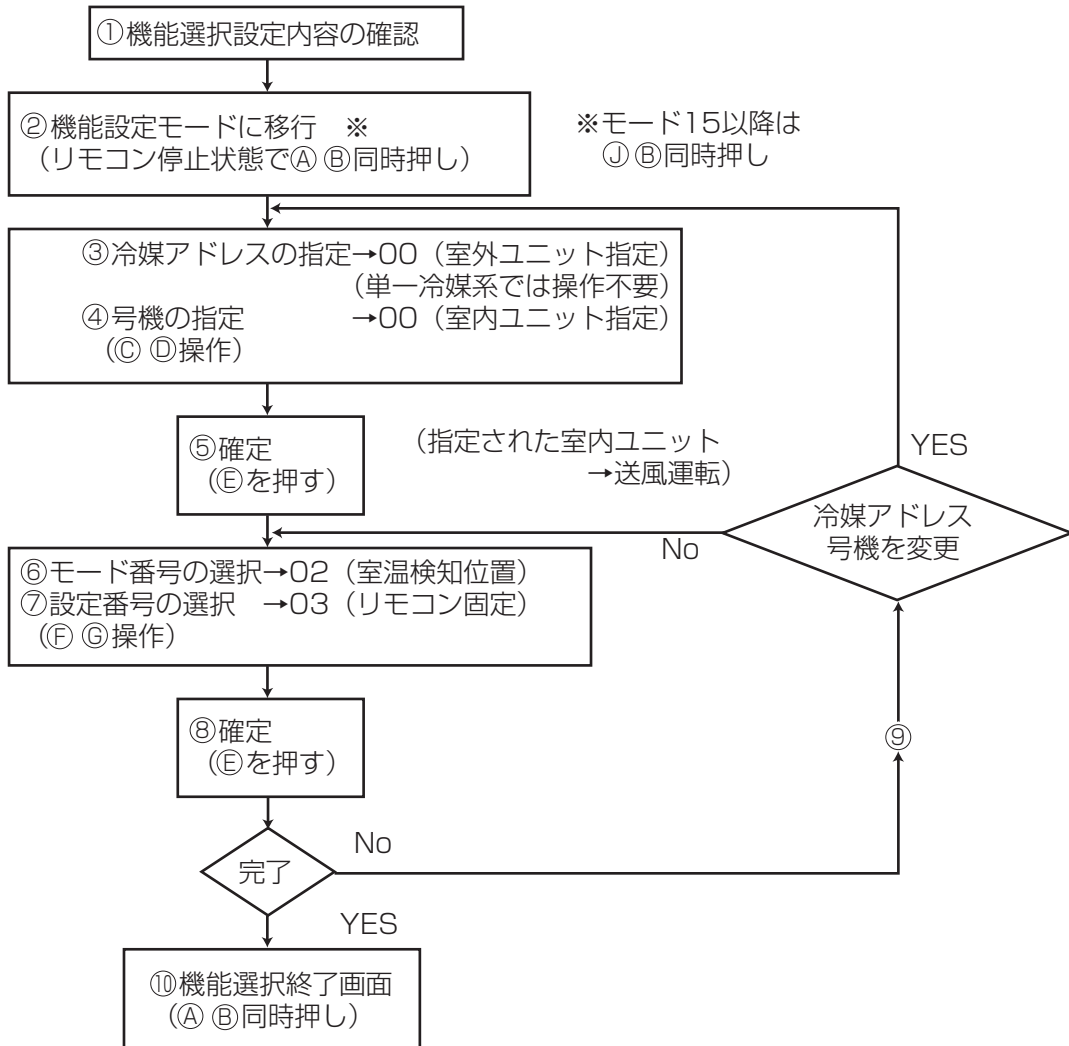 ①機能選択設定内容の確認
②機能設定モードに移行　※
（リモコン停止状態でⒶ Ⓑ同時押し）
※モード15以降は
Ⓙ Ⓑ同時押し
③冷媒アドレスの指定→00（室外ユニット指定）
（単一冷媒系では操作不要）
④号機の指定　→00（室内ユニット指定）
（Ⓒ Ⓓ操作）
⑤確定
（Ⓔを押す）
（指定された室内ユニット
→送風運転）
YES
冷媒アドレス
号機を変更
No
⑥モード番号の選択→02（室温検知位置）
⑦設定番号の選択　→03（リモコン固定）
（Ⓕ Ⓖ操作）
⑧確定
（Ⓔを押す）
⑨
No
完了
YES
⑩機能選択終了画面
（Ⓐ Ⓑ同時押し）